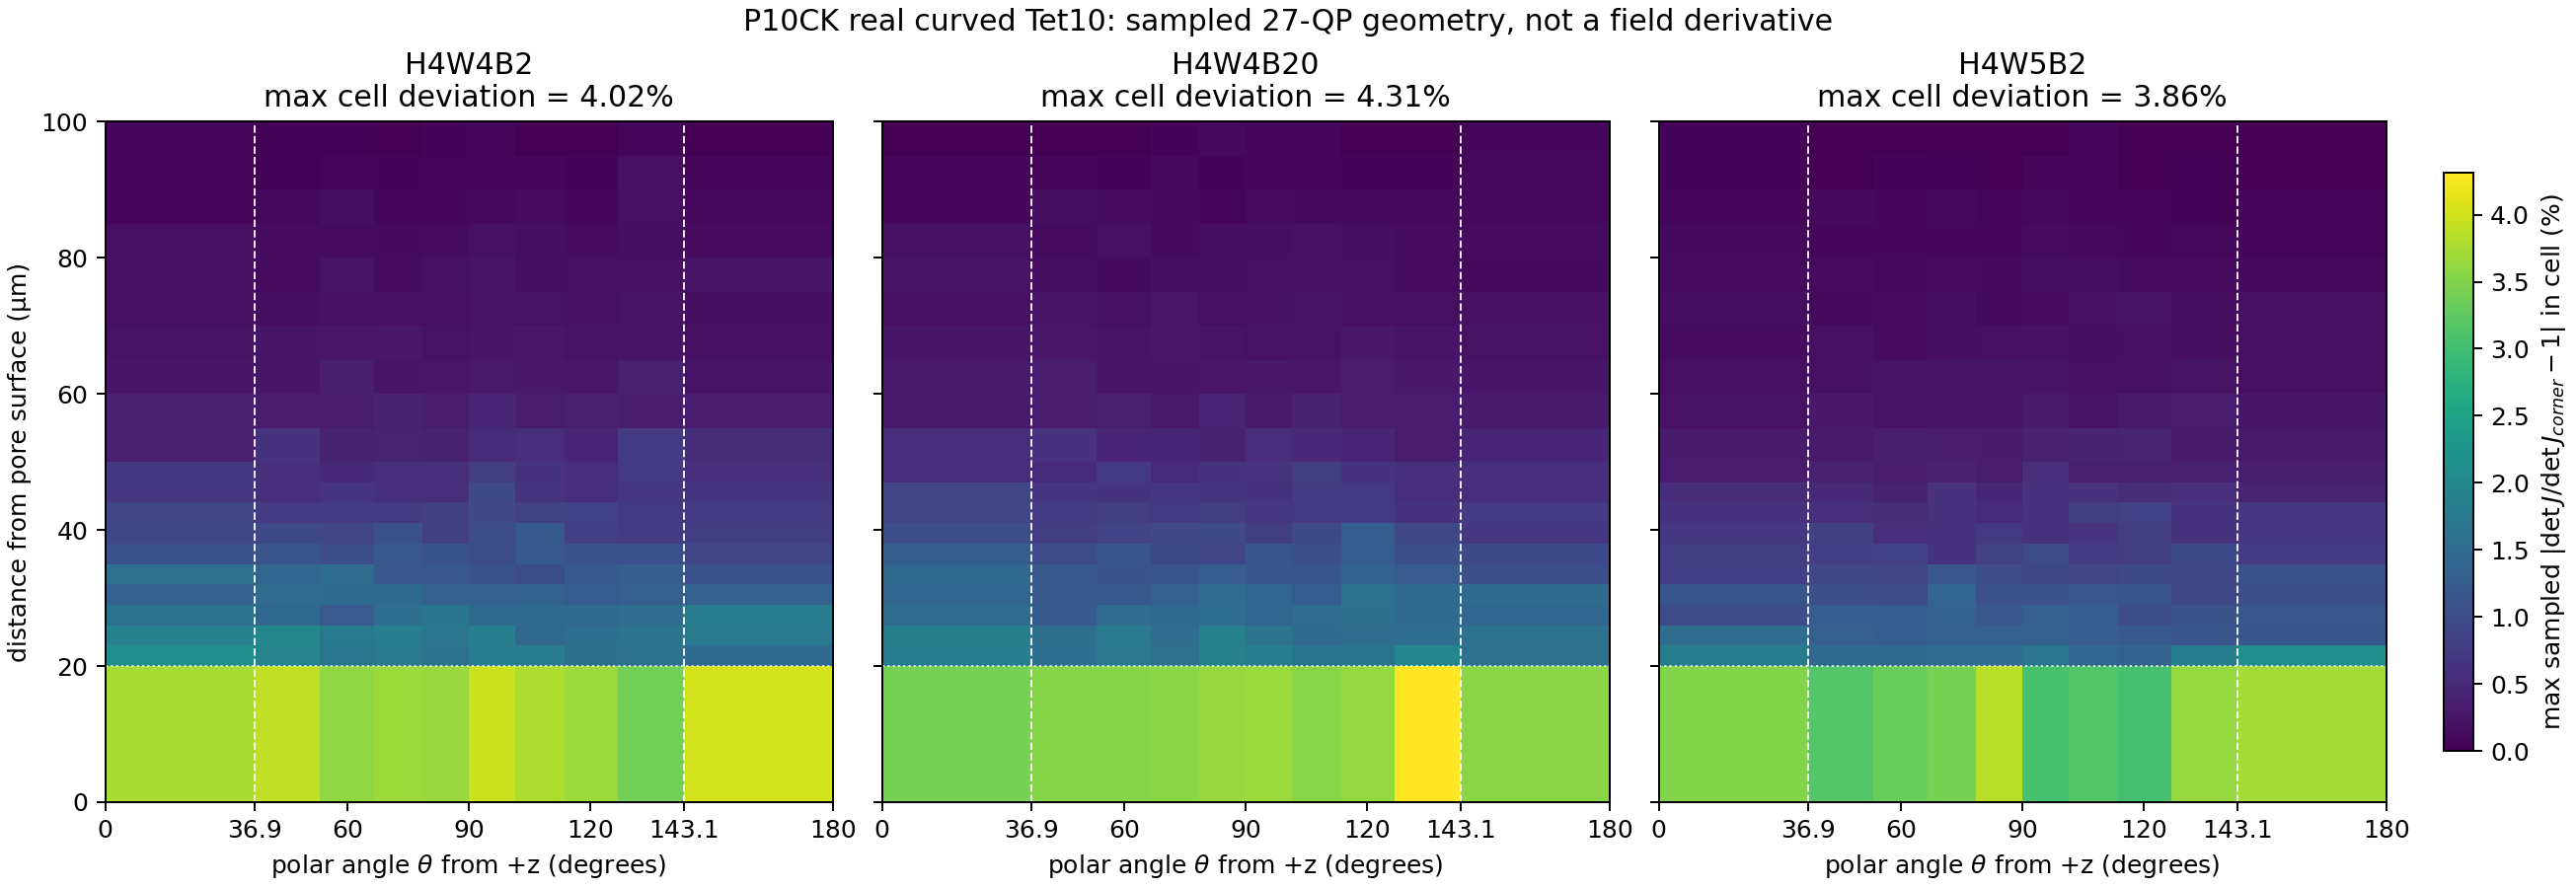 P10CK real curved Tet10: sampled 27-QP geometry, not a field derivative
H4W4B2
max cell deviation = 4.02%
H4W4B20
max cell deviation = 4.31%
H4W5B2
max cell deviation = 3.86%
distance from pore surface (µm)
100
80
60
40
20
0
0 36.9 60 90 120 143.1 180
polar angle θ from +z (degrees)
0 36.9 60 90 120 143.1 180
polar angle θ from +z (degrees)
0 36.9 60 90 120 143.1 180
polar angle θ from +z (degrees)
4.0
3.5
3.0
2.5
2.0
1.5
1.0
0.5
0.0
max sampled |detJ/detJcorner − 1| in cell (%)